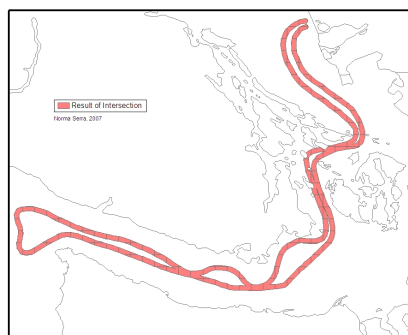 Result of Intersection
Norma Serra, 2007